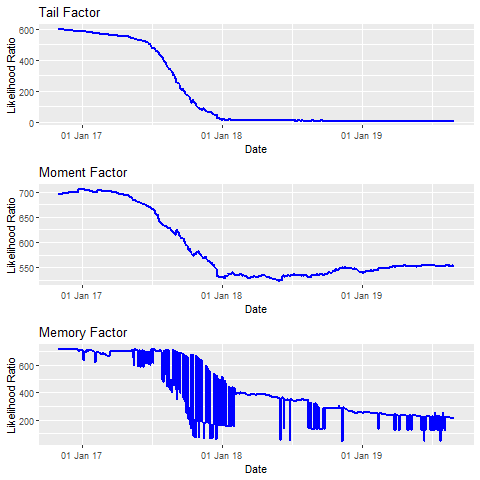 Tail Factor
600
400
200
0
Likelihood Ratio
01 Jan 17 01 Jan 18 01 Jan 19
Date
Moment Factor
700
650
600
550
Likelihood Ratio
01 Jan 17 01 Jan 18 01 Jan 19
Date
Memory Factor
600
400
200
Likelihood Ratio
01 Jan 17 01 Jan 18 01 Jan 19
Date